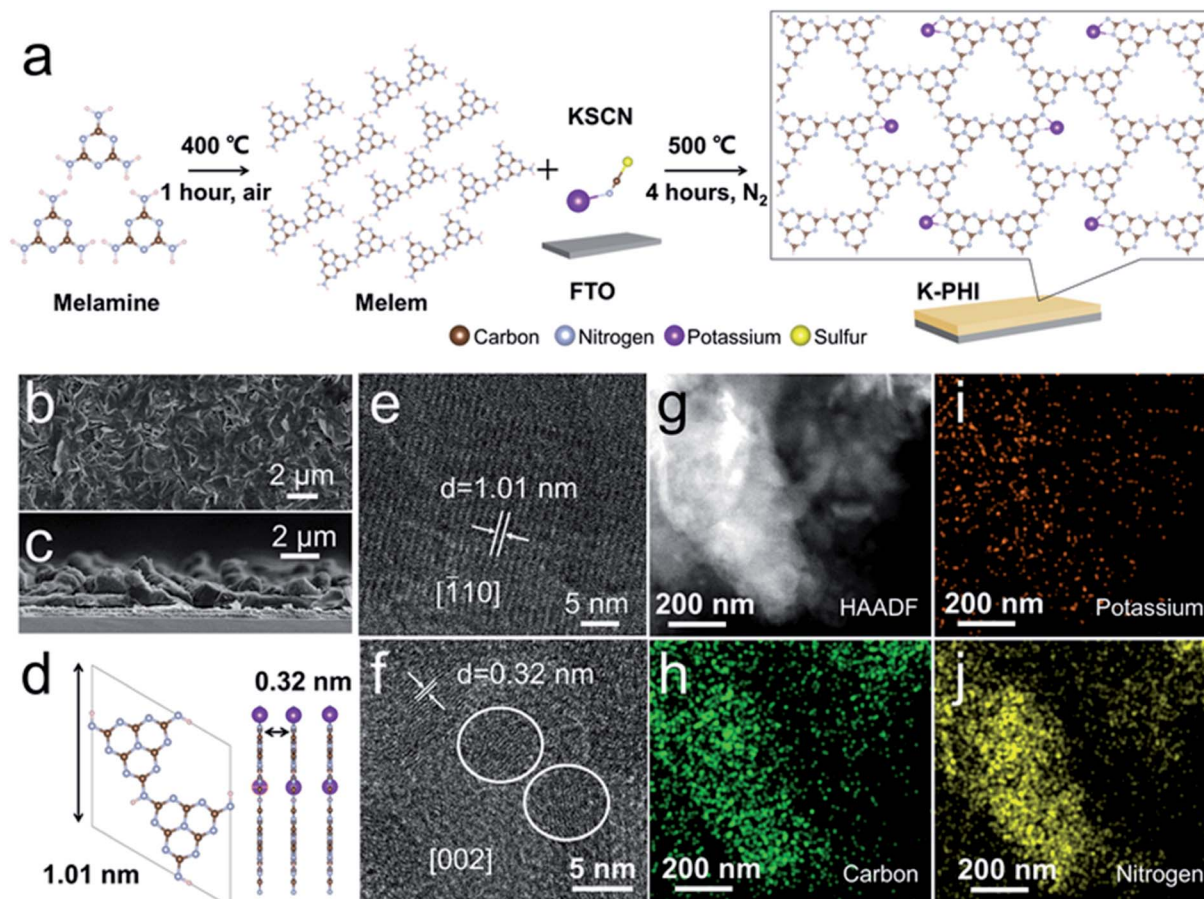 a
400 ℃
1 hour, air
KSCN
+
500 ℃
4 hours, N₂
Melamine
Melem
FTO
K-PHI
Carbon Nitrogen Potassium Sulfur
b
2 μm
c
2 μm
d
0.32 nm
1.01 nm
e
d=1.01 nm
[1̄10]
5 nm
f
d=0.32 nm
[002]
5 nm
g
200 nm
HAADF
h
200 nm
Carbon
i
200 nm
Potassium
j
200 nm
Nitrogen